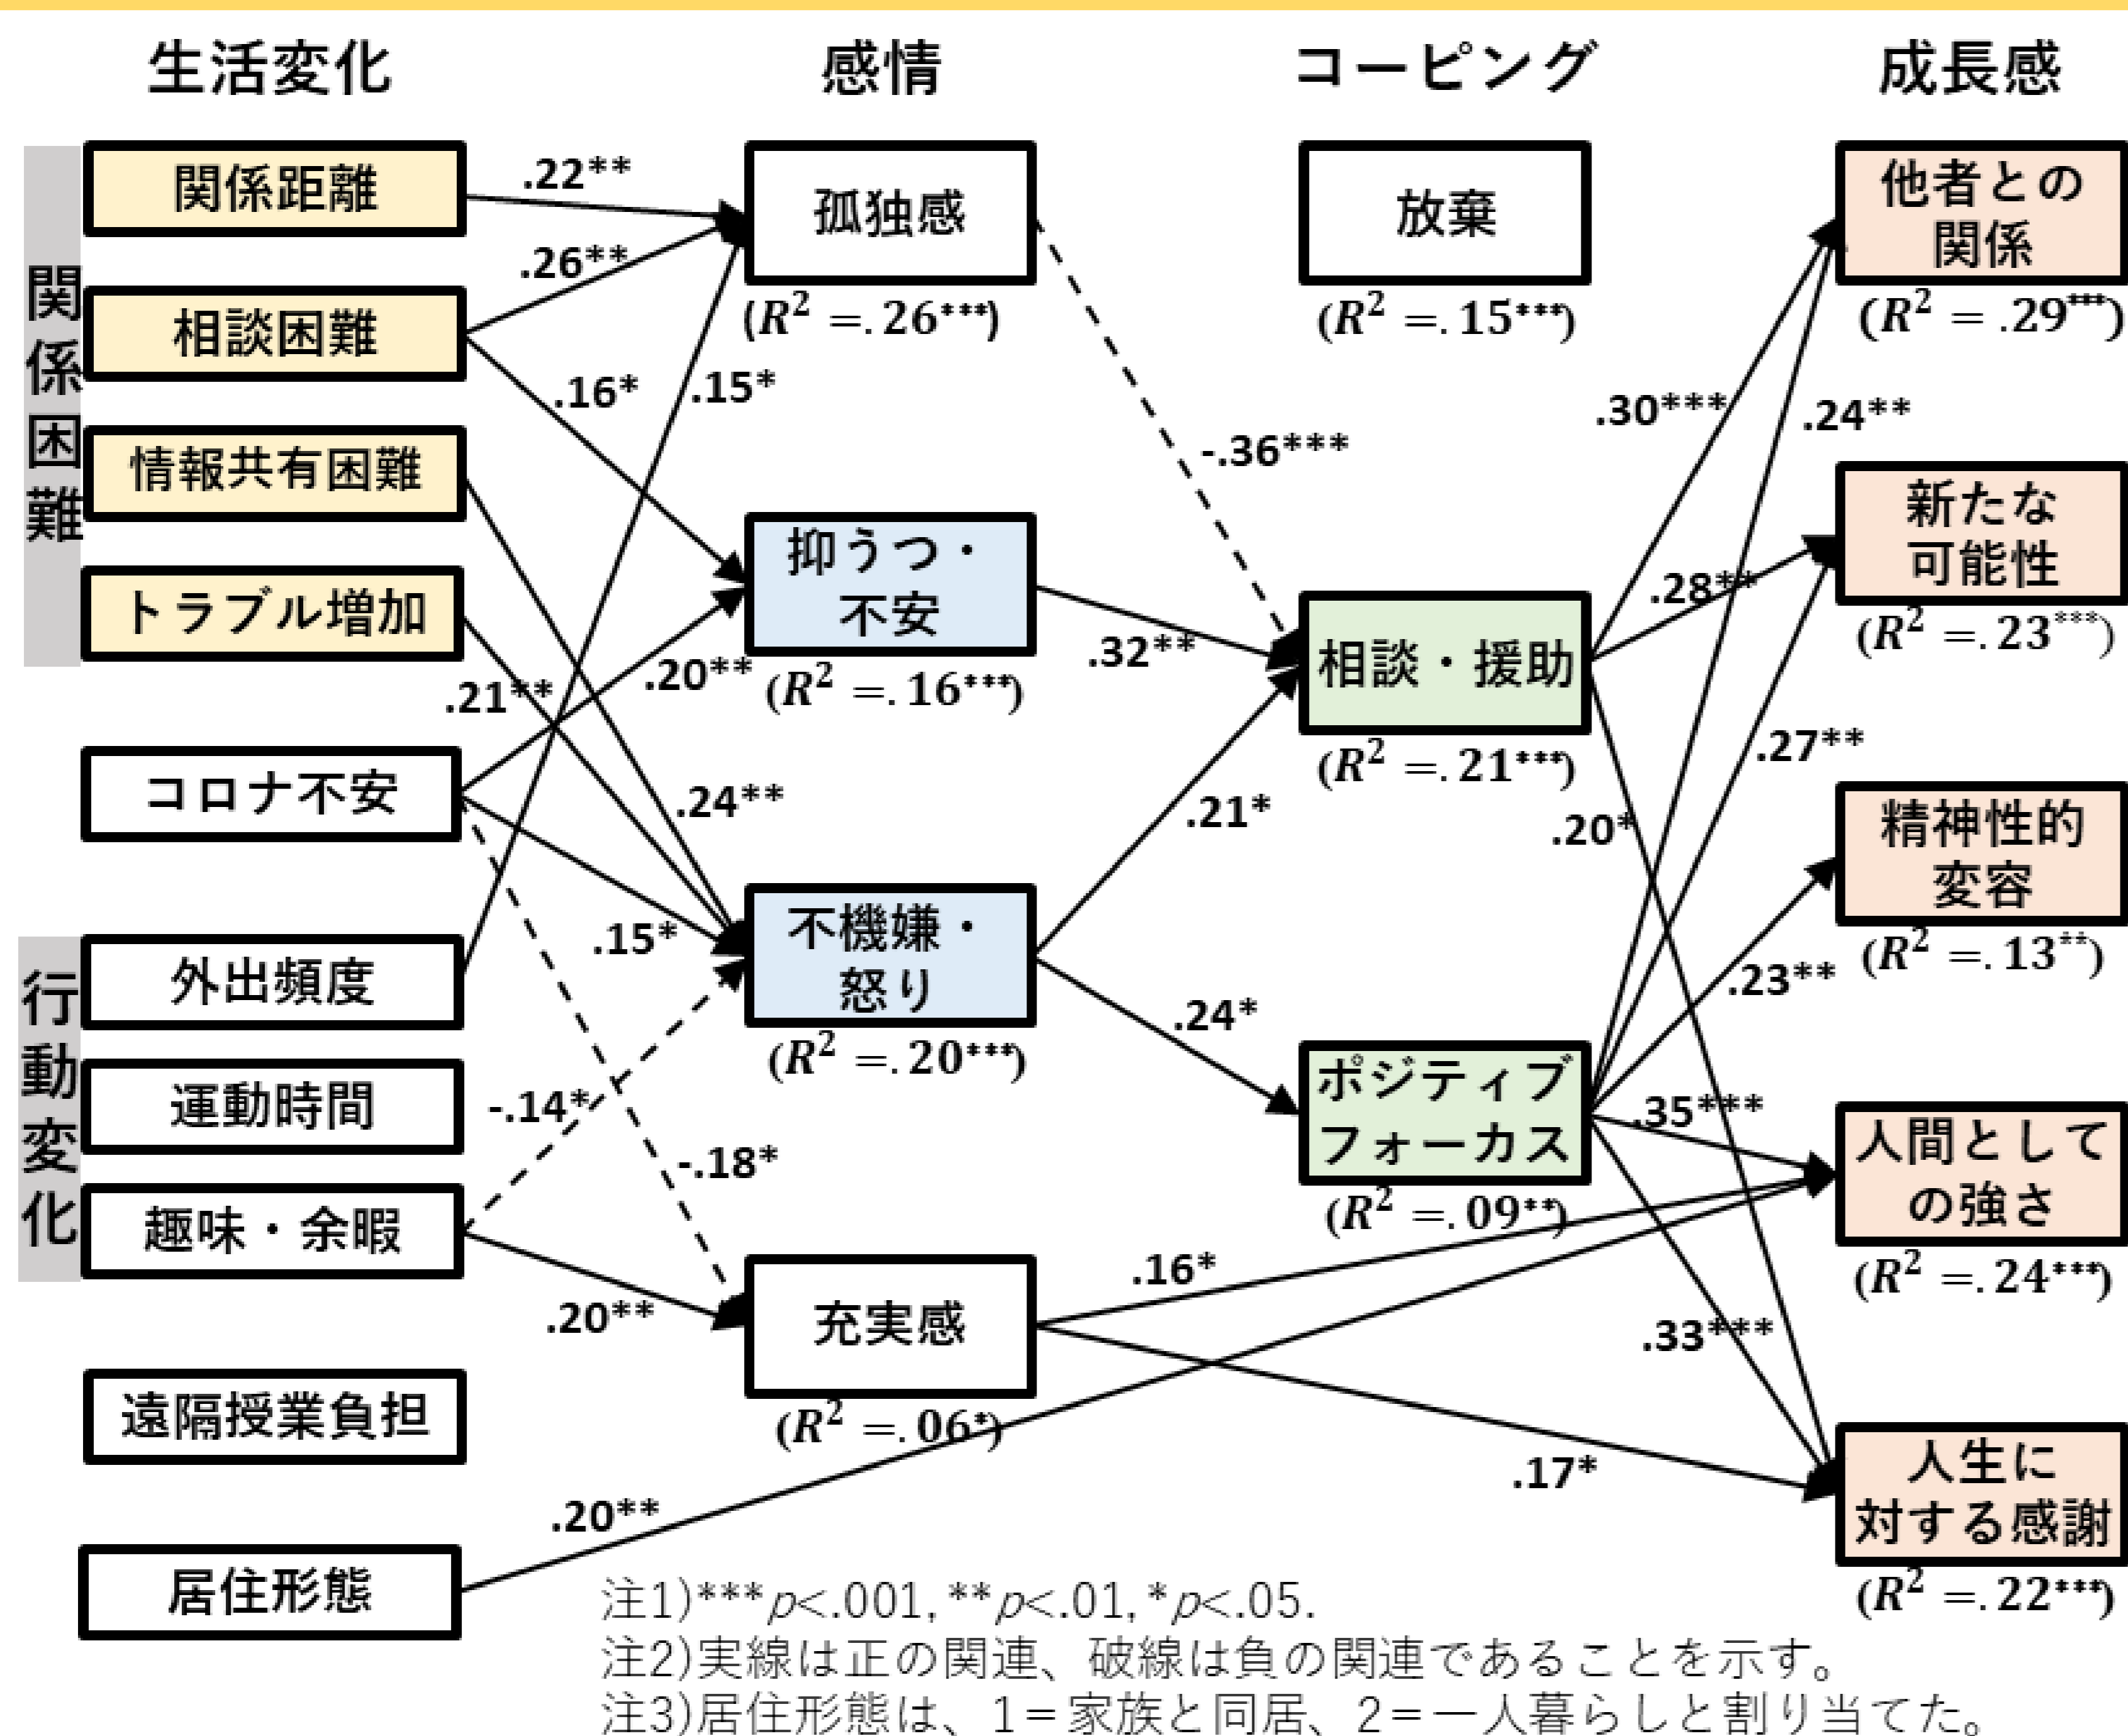 生活変化
感情
コーピング
成長感
関係困難
関係距離
相談困難
情報共有困難
トラブル増加
コロナ不安
行動変化
外出頻度
運動時間
趣味・余暇
遠隔授業負担
居住形態
.22**
.26**
.16*
.15*
.21**
.20**
.24**
.15*
-.14*
-.18*
.20**
.20**
孤独感
(R² =.26***)
抑うつ・
不安
(R² =.16***)
不機嫌・
怒り
(R² =.20***)
充実感
(R² =.06*)
-.36***
.32**
.21*
.24*
.16*
.17*
放棄
(R² =.15***)
相談・援助
(R² =.21***)
ポジティブ
フォーカス
(R² =.09**)
.30***
.24**
.28**
.27**
.20*
.23**
.35***
.33***
他者との
関係
(R² = .29***)
新たな
可能性
(R² =.23***)
精神性的
変容
(R² =.13**)
人間として
の強さ
(R² =.24***)
人生に
対する感謝
(R² =.22***)
注1)***p<.001, **p<.01, *p<.05.
注2)実線は正の関連、破線は負の関連であることを示す。
注3)居住形態は、1＝家族と同居、2＝一人暮らしと割り当てた。